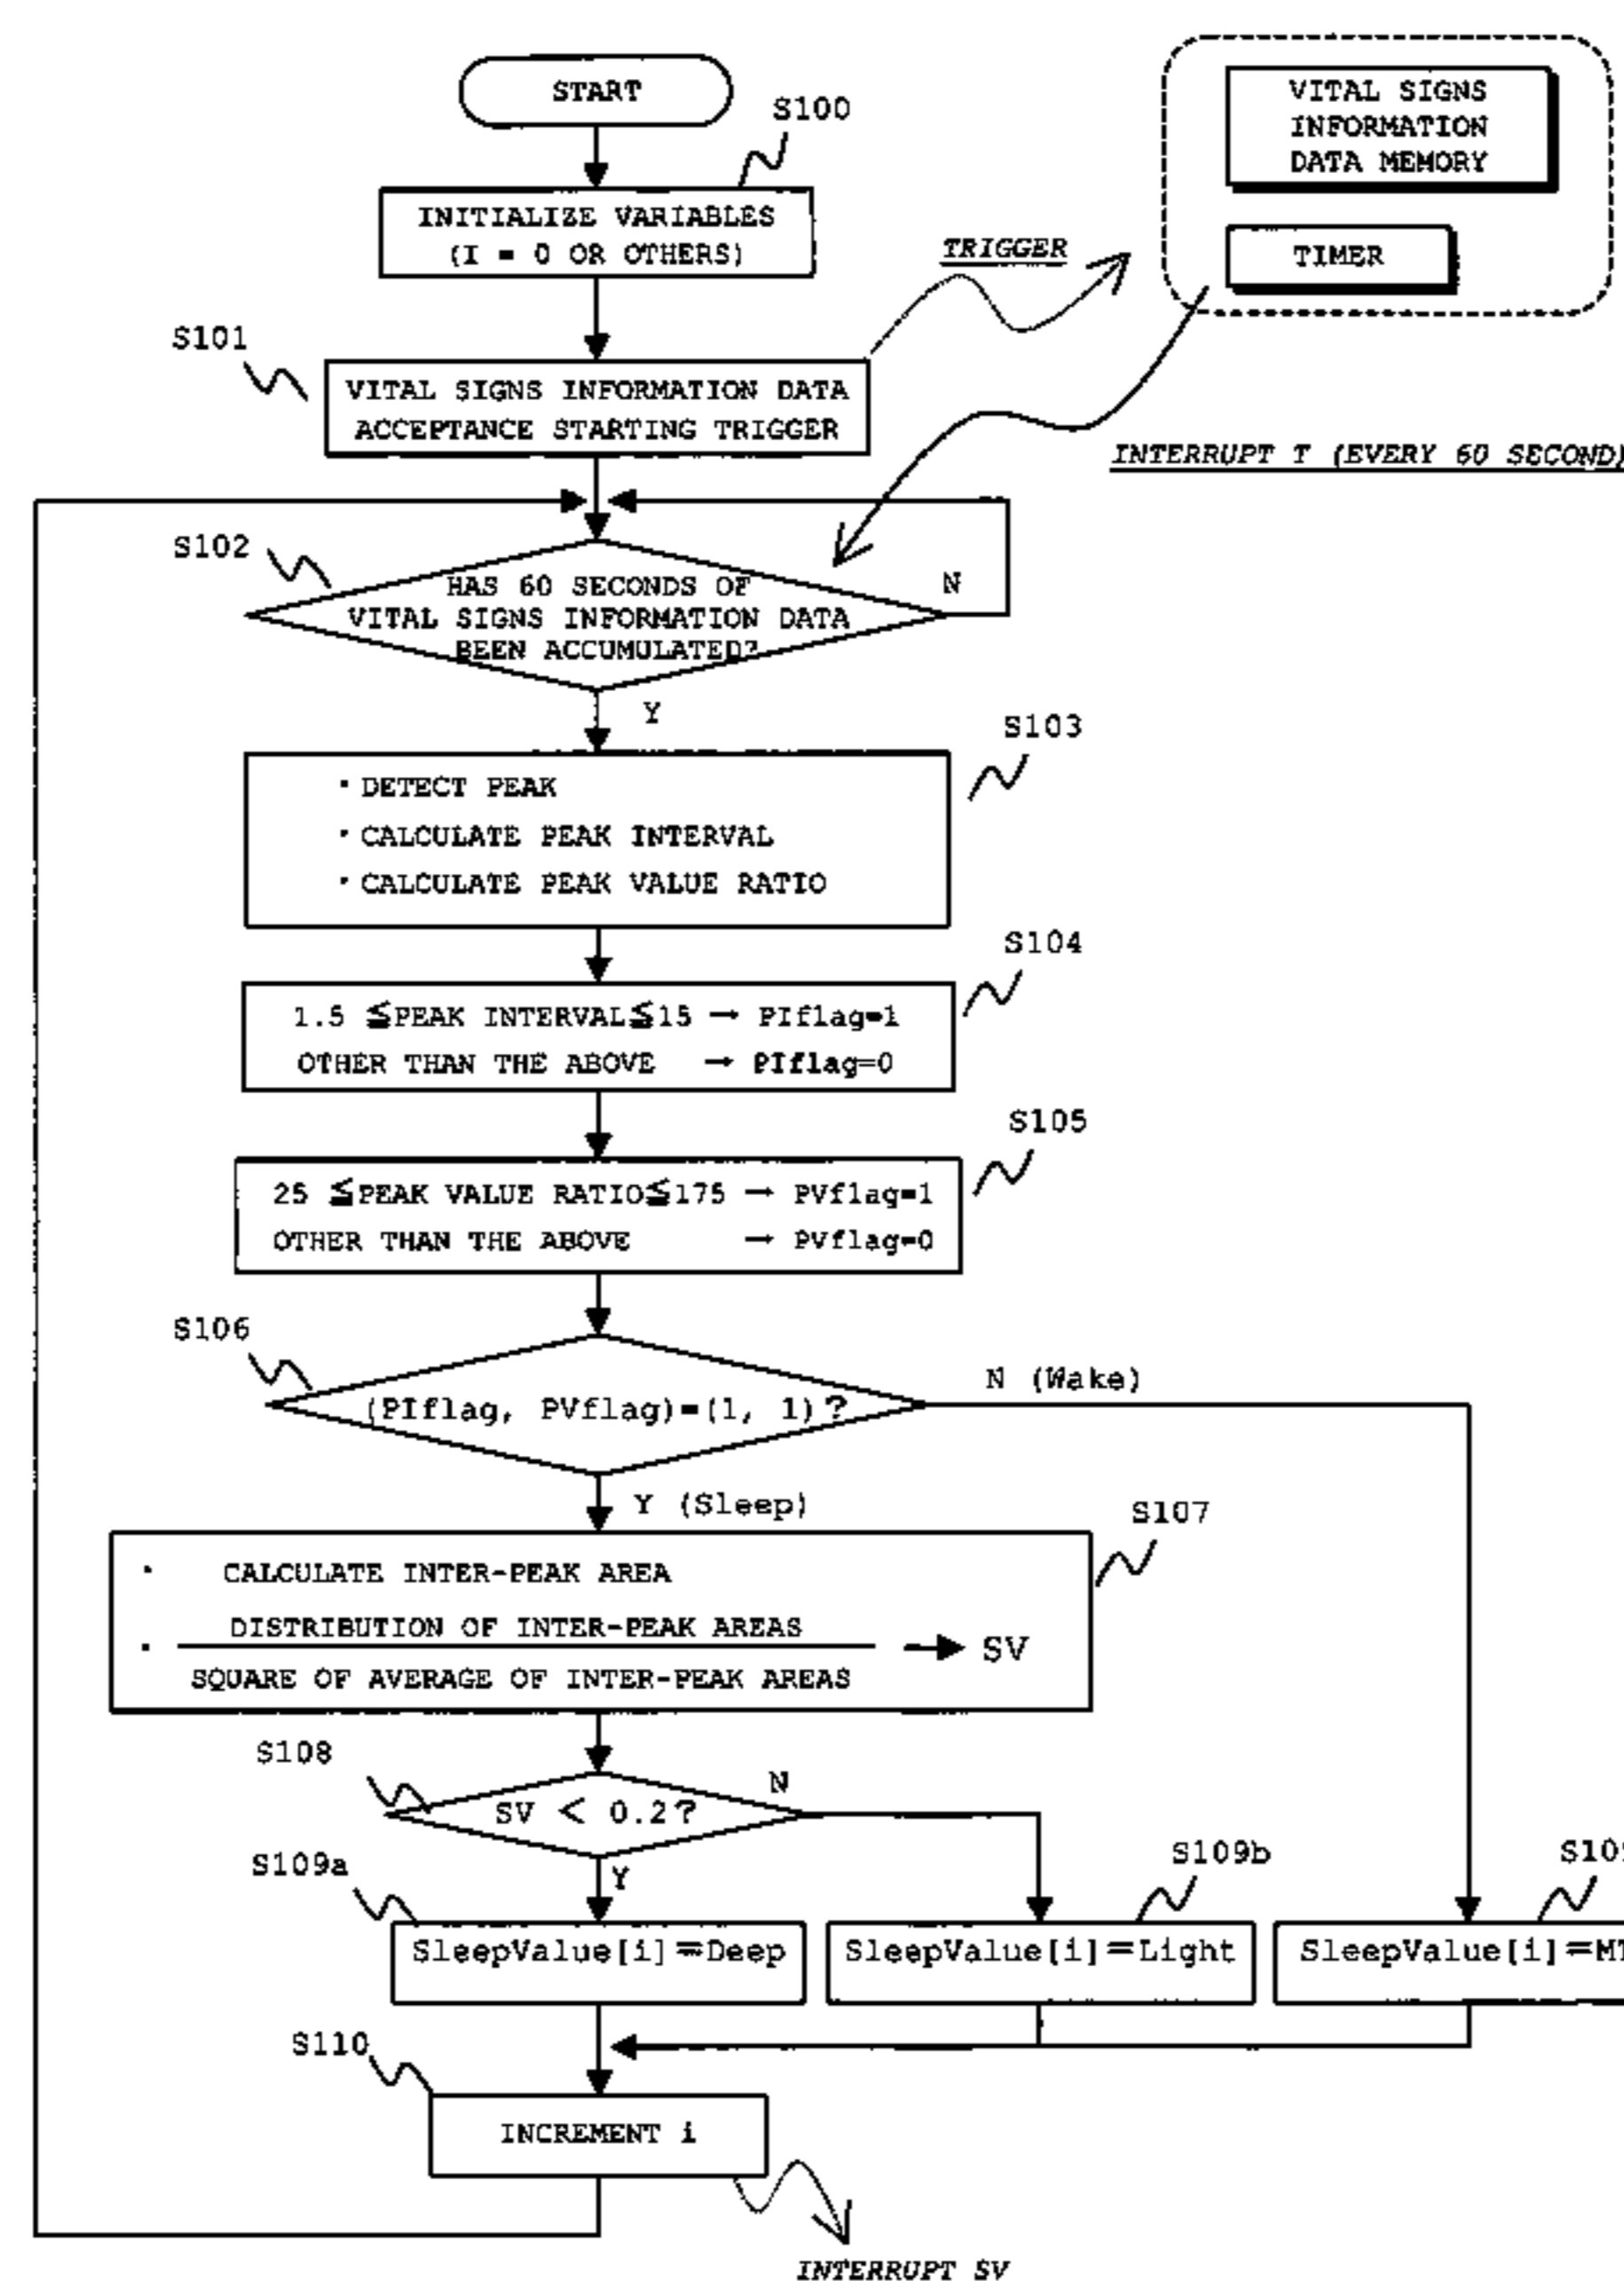 START
S100
INITIALIZE VARIABLES
(I = 0 OR OTHERS)
VITAL SIGNS
INFORMATION
DATA MEMORY
TIMER
TRIGGER
S101
VITAL SIGNS INFORMATION DATA
ACCEPTANCE STARTING TRIGGER
INTERRUPT T (EVERY 60 SECOND)
S102
HAS 60 SECONDS OF
VITAL SIGNS INFORMATION DATA
BEEN ACCUMULATED?
N
Y
S103
・DETECT PEAK
・CALCULATE PEAK INTERVAL
・CALCULATE PEAK VALUE RATIO
S104
1.5 ≦PEAK INTERVAL≦15 → PIflag=1
OTHER THAN THE ABOVE → PIflag=0
S105
25 ≦PEAK VALUE RATIO≦175 → PVflag=1
OTHER THAN THE ABOVE → PVflag=0
S106
(PIflag, PVflag)=(1, 1)?
N (Wake)
Y (Sleep)
S107
・ CALCULATE INTER-PEAK AREA
DISTRIBUTION OF INTER-PEAK AREAS
・ → SV
SQUARE OF AVERAGE OF INTER-PEAK AREAS
S108
SV < 0.2?
N
Y
S109a
SleepValue[i]=Deep
S109b
SleepValue[i]=Light
SleepValue[i]=
S110
INCREMENT i
INTERRUPT SV